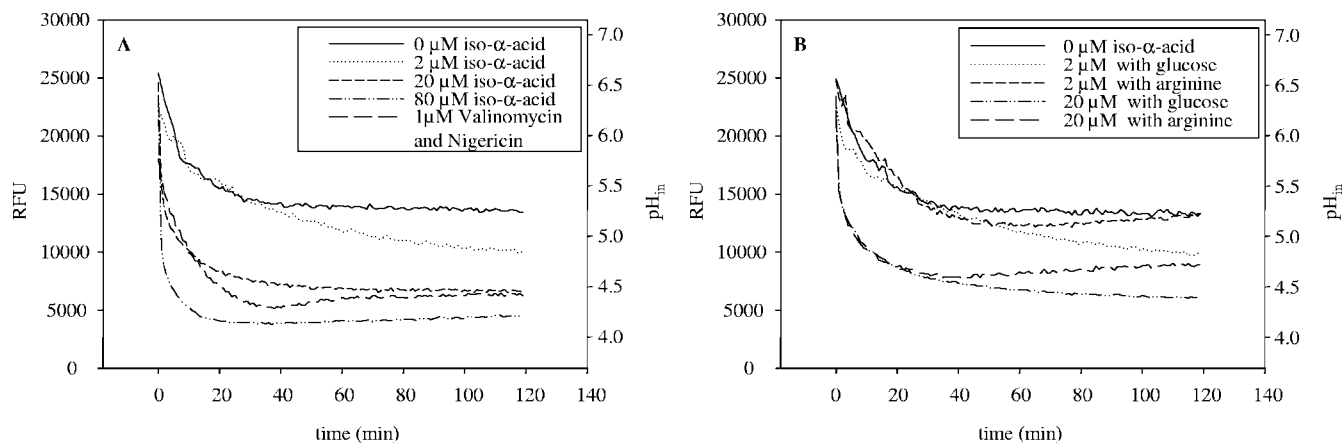 A
30000
25000
20000
15000
10000
5000
0
RFU
0 µM iso-α-acid
2 µM iso-α-acid
20 µM iso-α-acid
80 µM iso-α-acid
1µM Valinomycin
and Nigericin
7.0
6.5
6.0
5.5
5.0
4.5
4.0
pHin
0 20 40 60 80 100 120 140
time (min)
B
30000
25000
20000
15000
10000
5000
0
RFU
0 µM iso-α-acid
2 µM with glucose
2 µM with arginine
20 µM with glucose
20 µM with arginine
7.0
6.5
6.0
5.5
5.0
4.5
4.0
pHin
0 20 40 60 80 100 120 140
time (min)